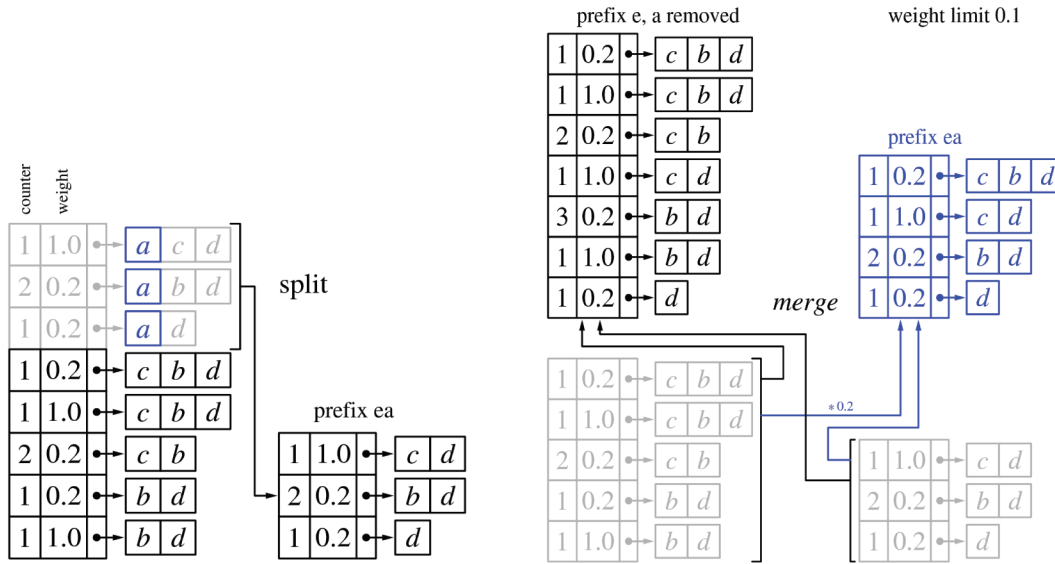 prefix e, a removed
weight limit 0.1
1 0.2 c b d
1 1.0 c b d
2 0.2 c b
1 1.0 c d
3 0.2 b d
1 1.0 b d
1 0.2 d
prefix ea
1 0.2 c b d
1 1.0 c d
2 0.2 b d
1 0.2 d
merge
counter
weight
1 1.0 a c d
2 0.2 a b d
1 0.2 a d
1 0.2 c b d
1 1.0 c b d
2 0.2 c b
1 0.2 b d
1 1.0 b d
split
prefix ea
1 1.0 c d
2 0.2 b d
1 0.2 d
1 0.2 c b d
1 1.0 c b d
2 0.2 c b
1 0.2 b d
1 1.0 b d
* 0.2
1 1.0 c d
2 0.2 b d
1 0.2 d